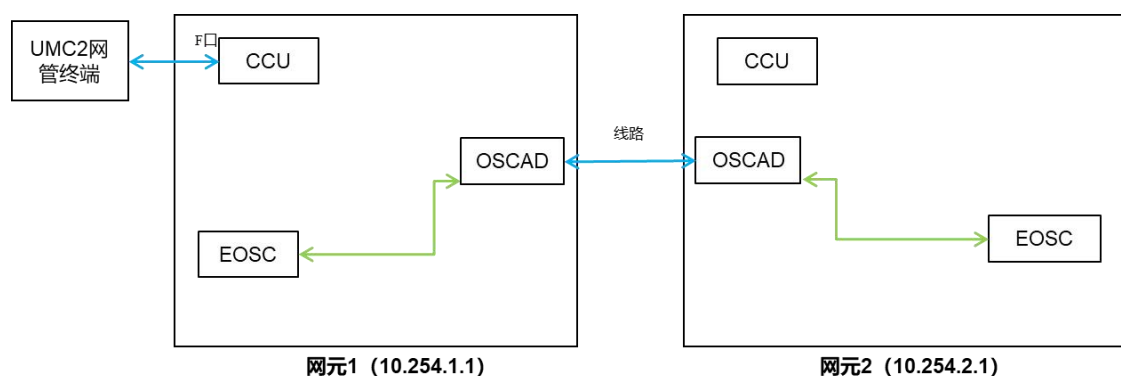 UMC2网
管终端
F口
CCU
CCU
OSCAD
线路
OSCAD
EOSC
EOSC
网元1（10.254.1.1）
网元2（10.254.2.1）